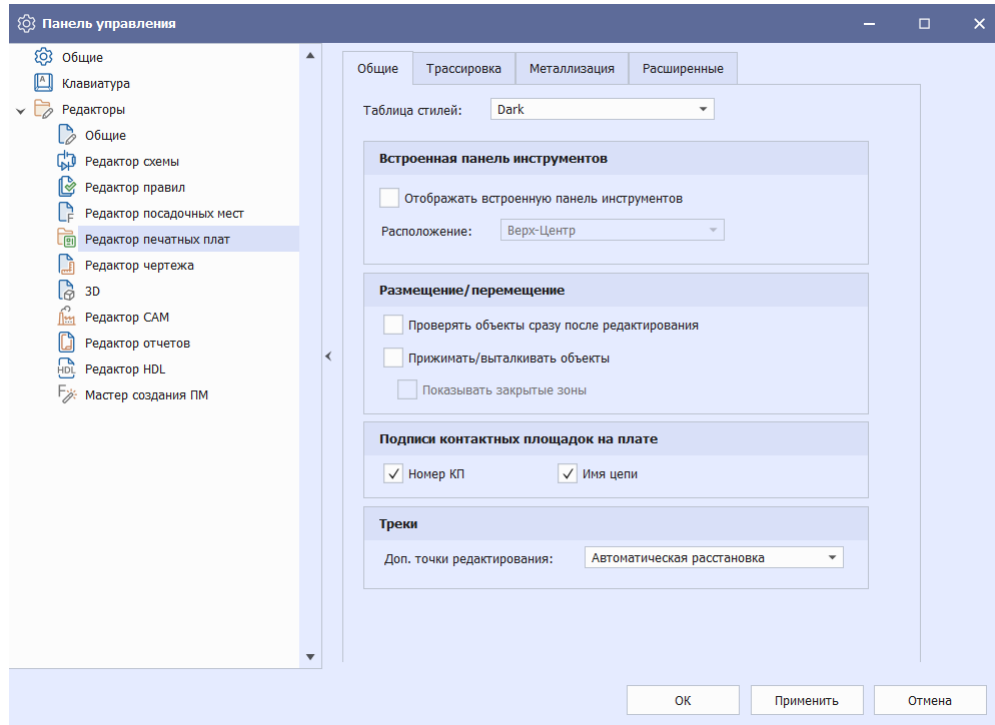 Панель управления
Общие
Клавиатура
Редакторы
Общие
Редактор схемы
Редактор правил
Редактор посадочных мест
Редактор печатных плат
Редактор чертежа
3D
Редактор CAM
Редактор отчетов
Редактор HDL
Мастер создания ПМ
Общие Трассировка Металлизация Расширенные
Таблица стилей: Dark
Встроенная панель инструментов
Отображать встроенную панель инструментов
Расположение: Верх-Центр
Размещение/перемещение
Проверять объекты сразу после редактирования
Прижимать/выталкивать объекты
Показывать закрытые зоны
Подписи контактных площадок на плате
Номер КП Имя цепи
Треки
Доп. точки редактирования: Автоматическая расстановка
ОК Применить Отмена